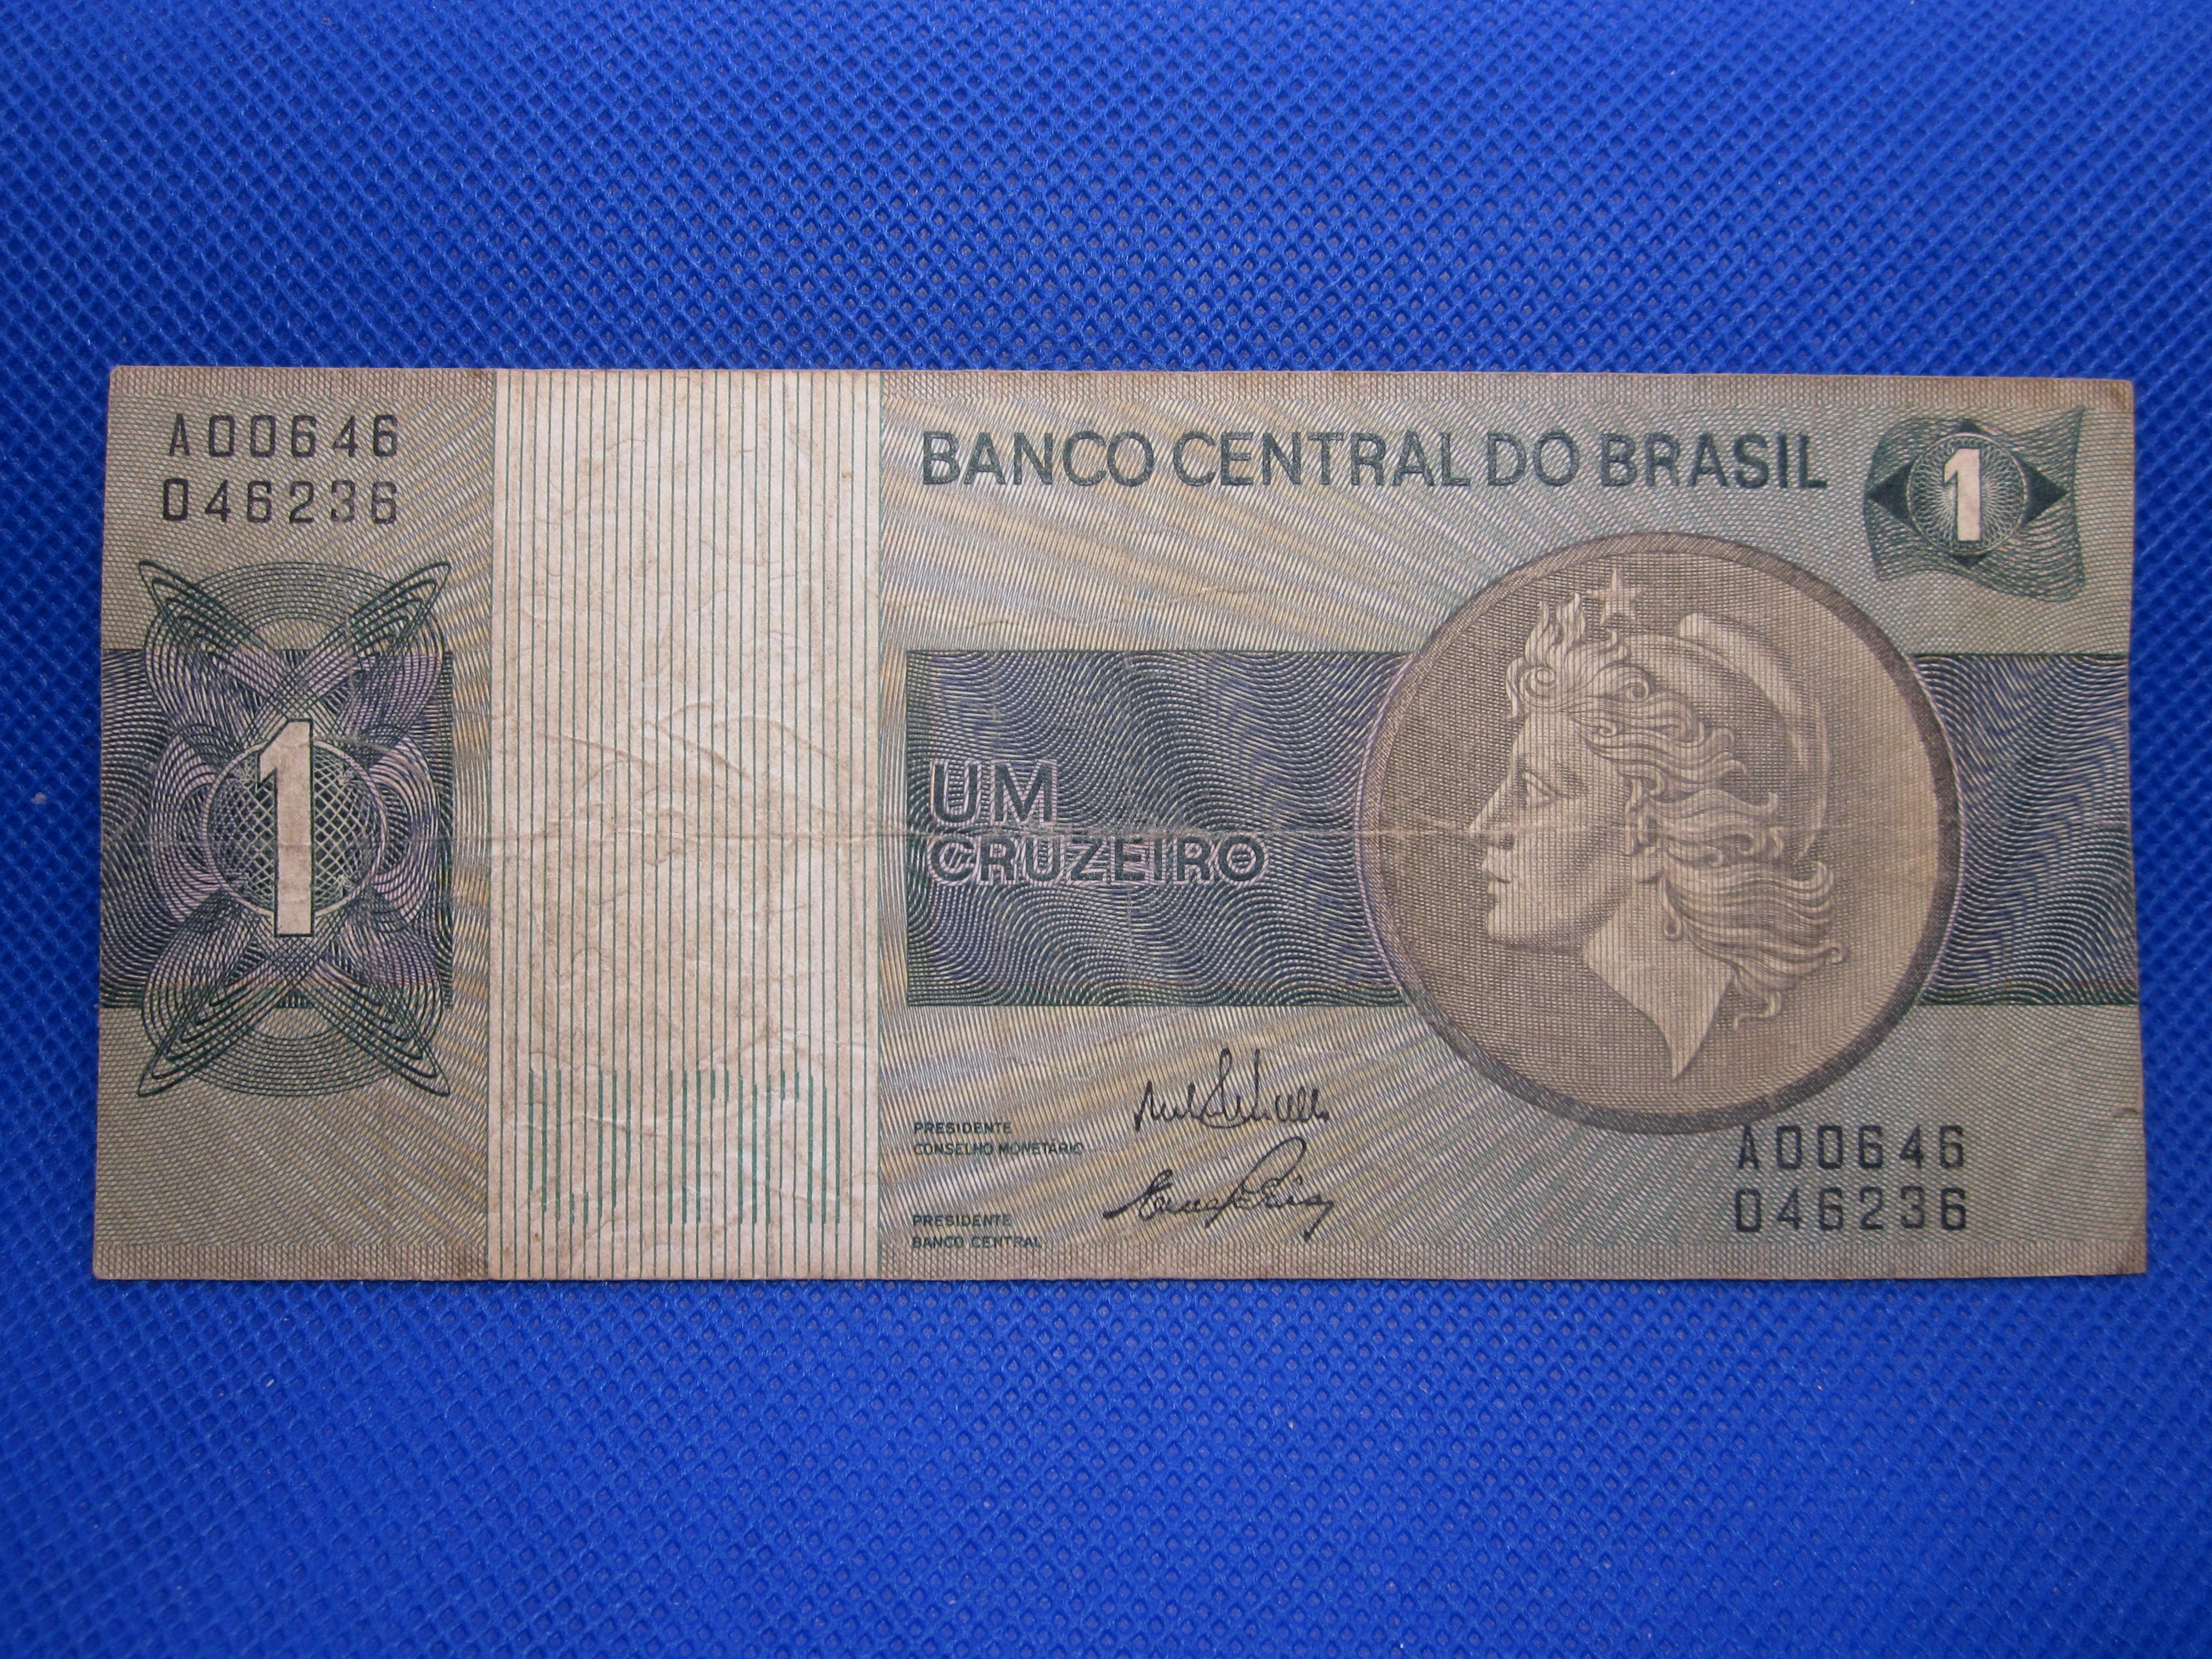 A00646
046236
BANCO CENTRAL DO BRASIL
1
1
UM
CRUZEIRO
PRESIDENTE
CONSELHO MONETÁRIO
PRESIDENTE
BANCO CENTRAL
A00646
046236